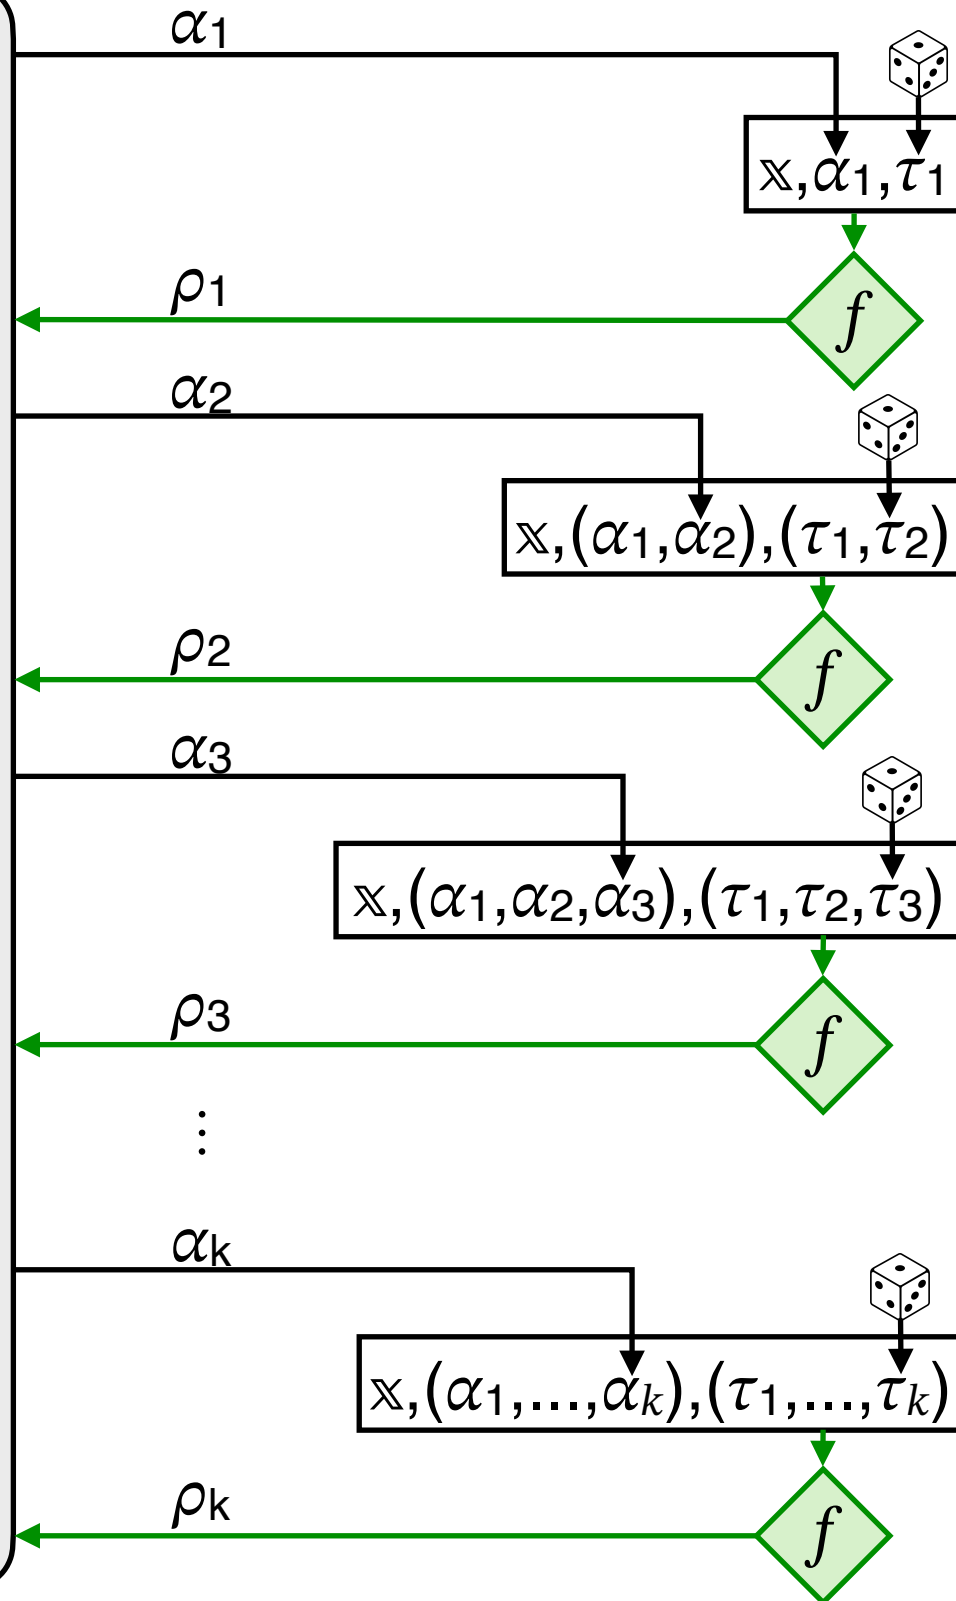 α1
𝕩,α1,τ1
ρ1
f
α2
𝕩,(α1,α2),(τ1,τ2)
ρ2
f
α3
𝕩,(α1,α2,α3),(τ1,τ2,τ3)
ρ3
f
⋮
αk
𝕩,(α1,...,αk),(τ1,...,τk)
ρk
f